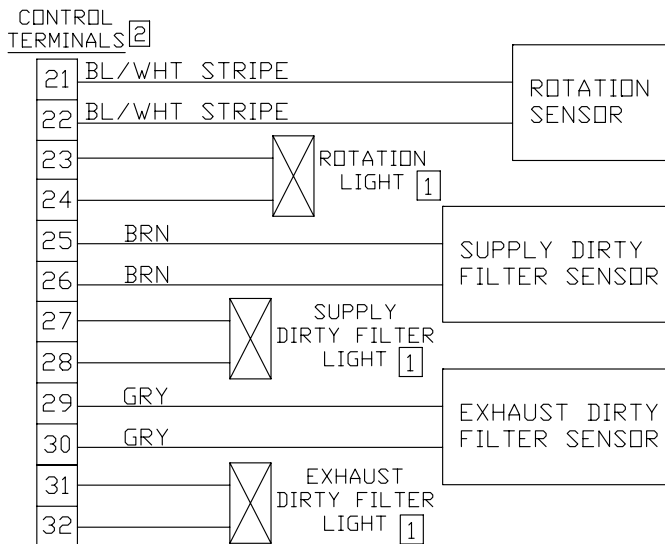 CONTROL
TERMINALS 2
21 BL/WHT STRIPE
ROTATION
SENSOR
22 BL/WHT STRIPE
23
ROTATION
LIGHT 1
24
25 BRN
SUPPLY DIRTY
FILTER SENSOR
26 BRN
27
SUPPLY
DIRTY FILTER
LIGHT 1
28
29 GRY
EXHAUST DIRTY
FILTER SENSOR
30 GRY
31
EXHAUST
DIRTY FILTER
LIGHT 1
32